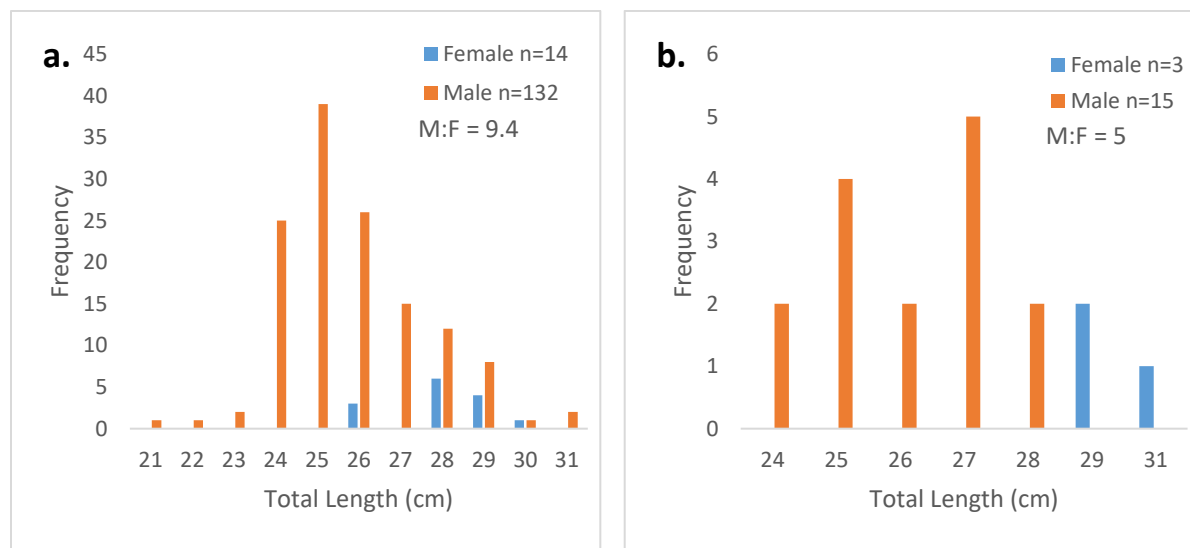 a.
Female n=14
Male n=132
M:F = 9.4
45
40
35
30
25
20
15
10
5
0
Frequency
21 22 23 24 25 26 27 28 29 30 31
Total Length (cm)
b.
Female n=3
Male n=15
M:F = 5
6
5
4
3
2
1
0
Frequency
24 25 26 27 28 29 31
Total Length (cm)